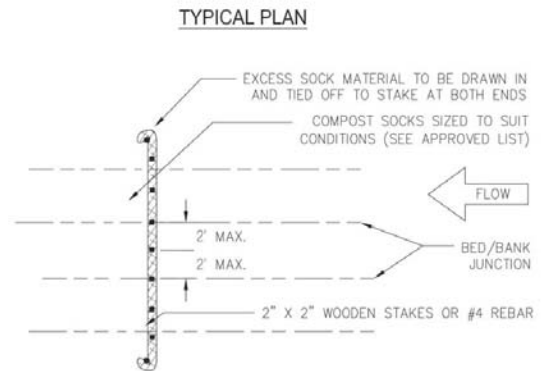 TYPICAL PLAN
EXCESS SOCK MATERIAL TO BE DRAWN IN
AND TIED OFF TO STAKE AT BOTH ENDS
COMPOST SOCKS SIZED TO SUIT
CONDITIONS (SEE APPROVED LIST)
FLOW
2' MAX.
2' MAX.
BED/BANK
JUNCTION
2" X 2" WOODEN STAKES OR #4 REBAR